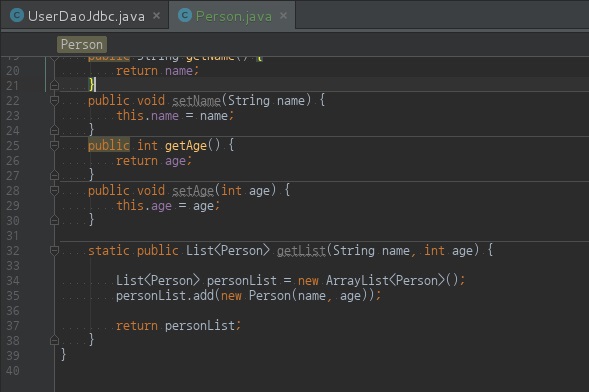 UserDaoJdbc.java
Person.java
Person
19 public String getName() {
20 return name;
21 }
22 public void setName(String name) {
23 this.name = name;
24 }
25 public int getAge() {
26 return age;
27 }
28 public void setAge(int age) {
29 this.age = age;
30 }
31
32 static public List<Person> getList(String name, int age) {
33
34 List<Person> personList = new ArrayList<Person>();
35 personList.add(new Person(name, age));
36
37 return personList;
38 }
39 }
40